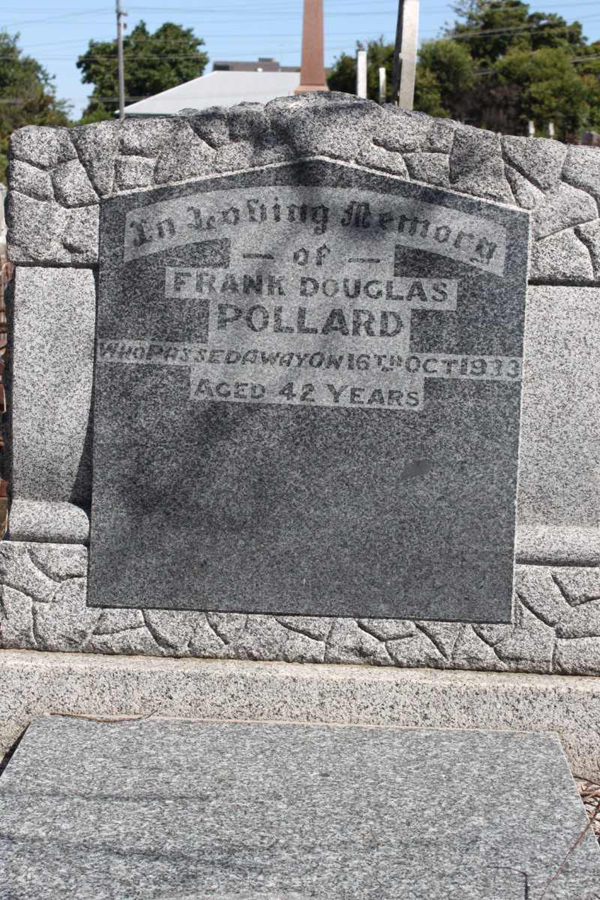 In Loving Memory
— of —
FRANK DOUGLAS
POLLARD
WHO PASSED AWAY ON 16TH OCT 1933
AGED 42 YEARS